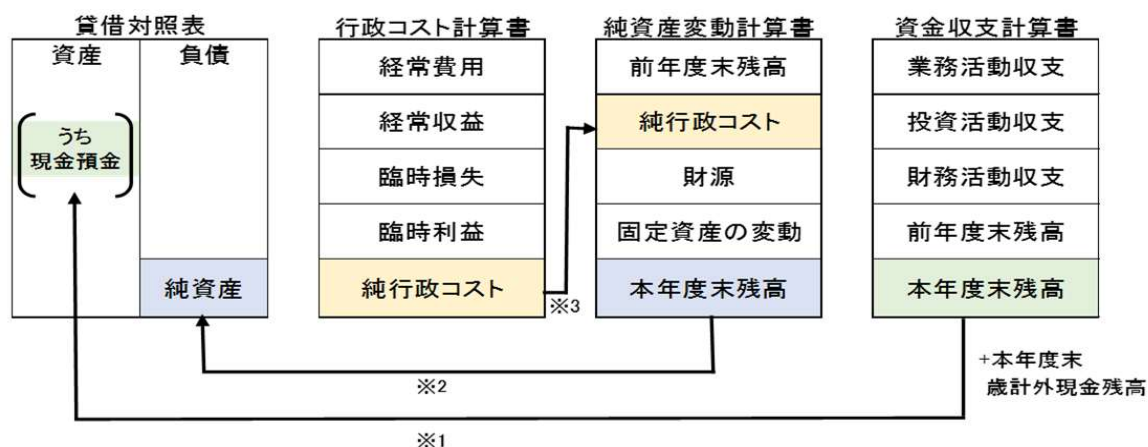 貸借対照表
資産
負債
うち
現金預金
純資産
行政コスト計算書
経常費用
経常収益
臨時損失
臨時利益
純行政コスト
※3
純資産変動計算書
前年度末残高
純行政コスト
財源
固定資産の変動
本年度末残高
資金収支計算書
業務活動収支
投資活動収支
財務活動収支
前年度末残高
本年度末残高
+本年度末
歳計外現金残高
※2
※1